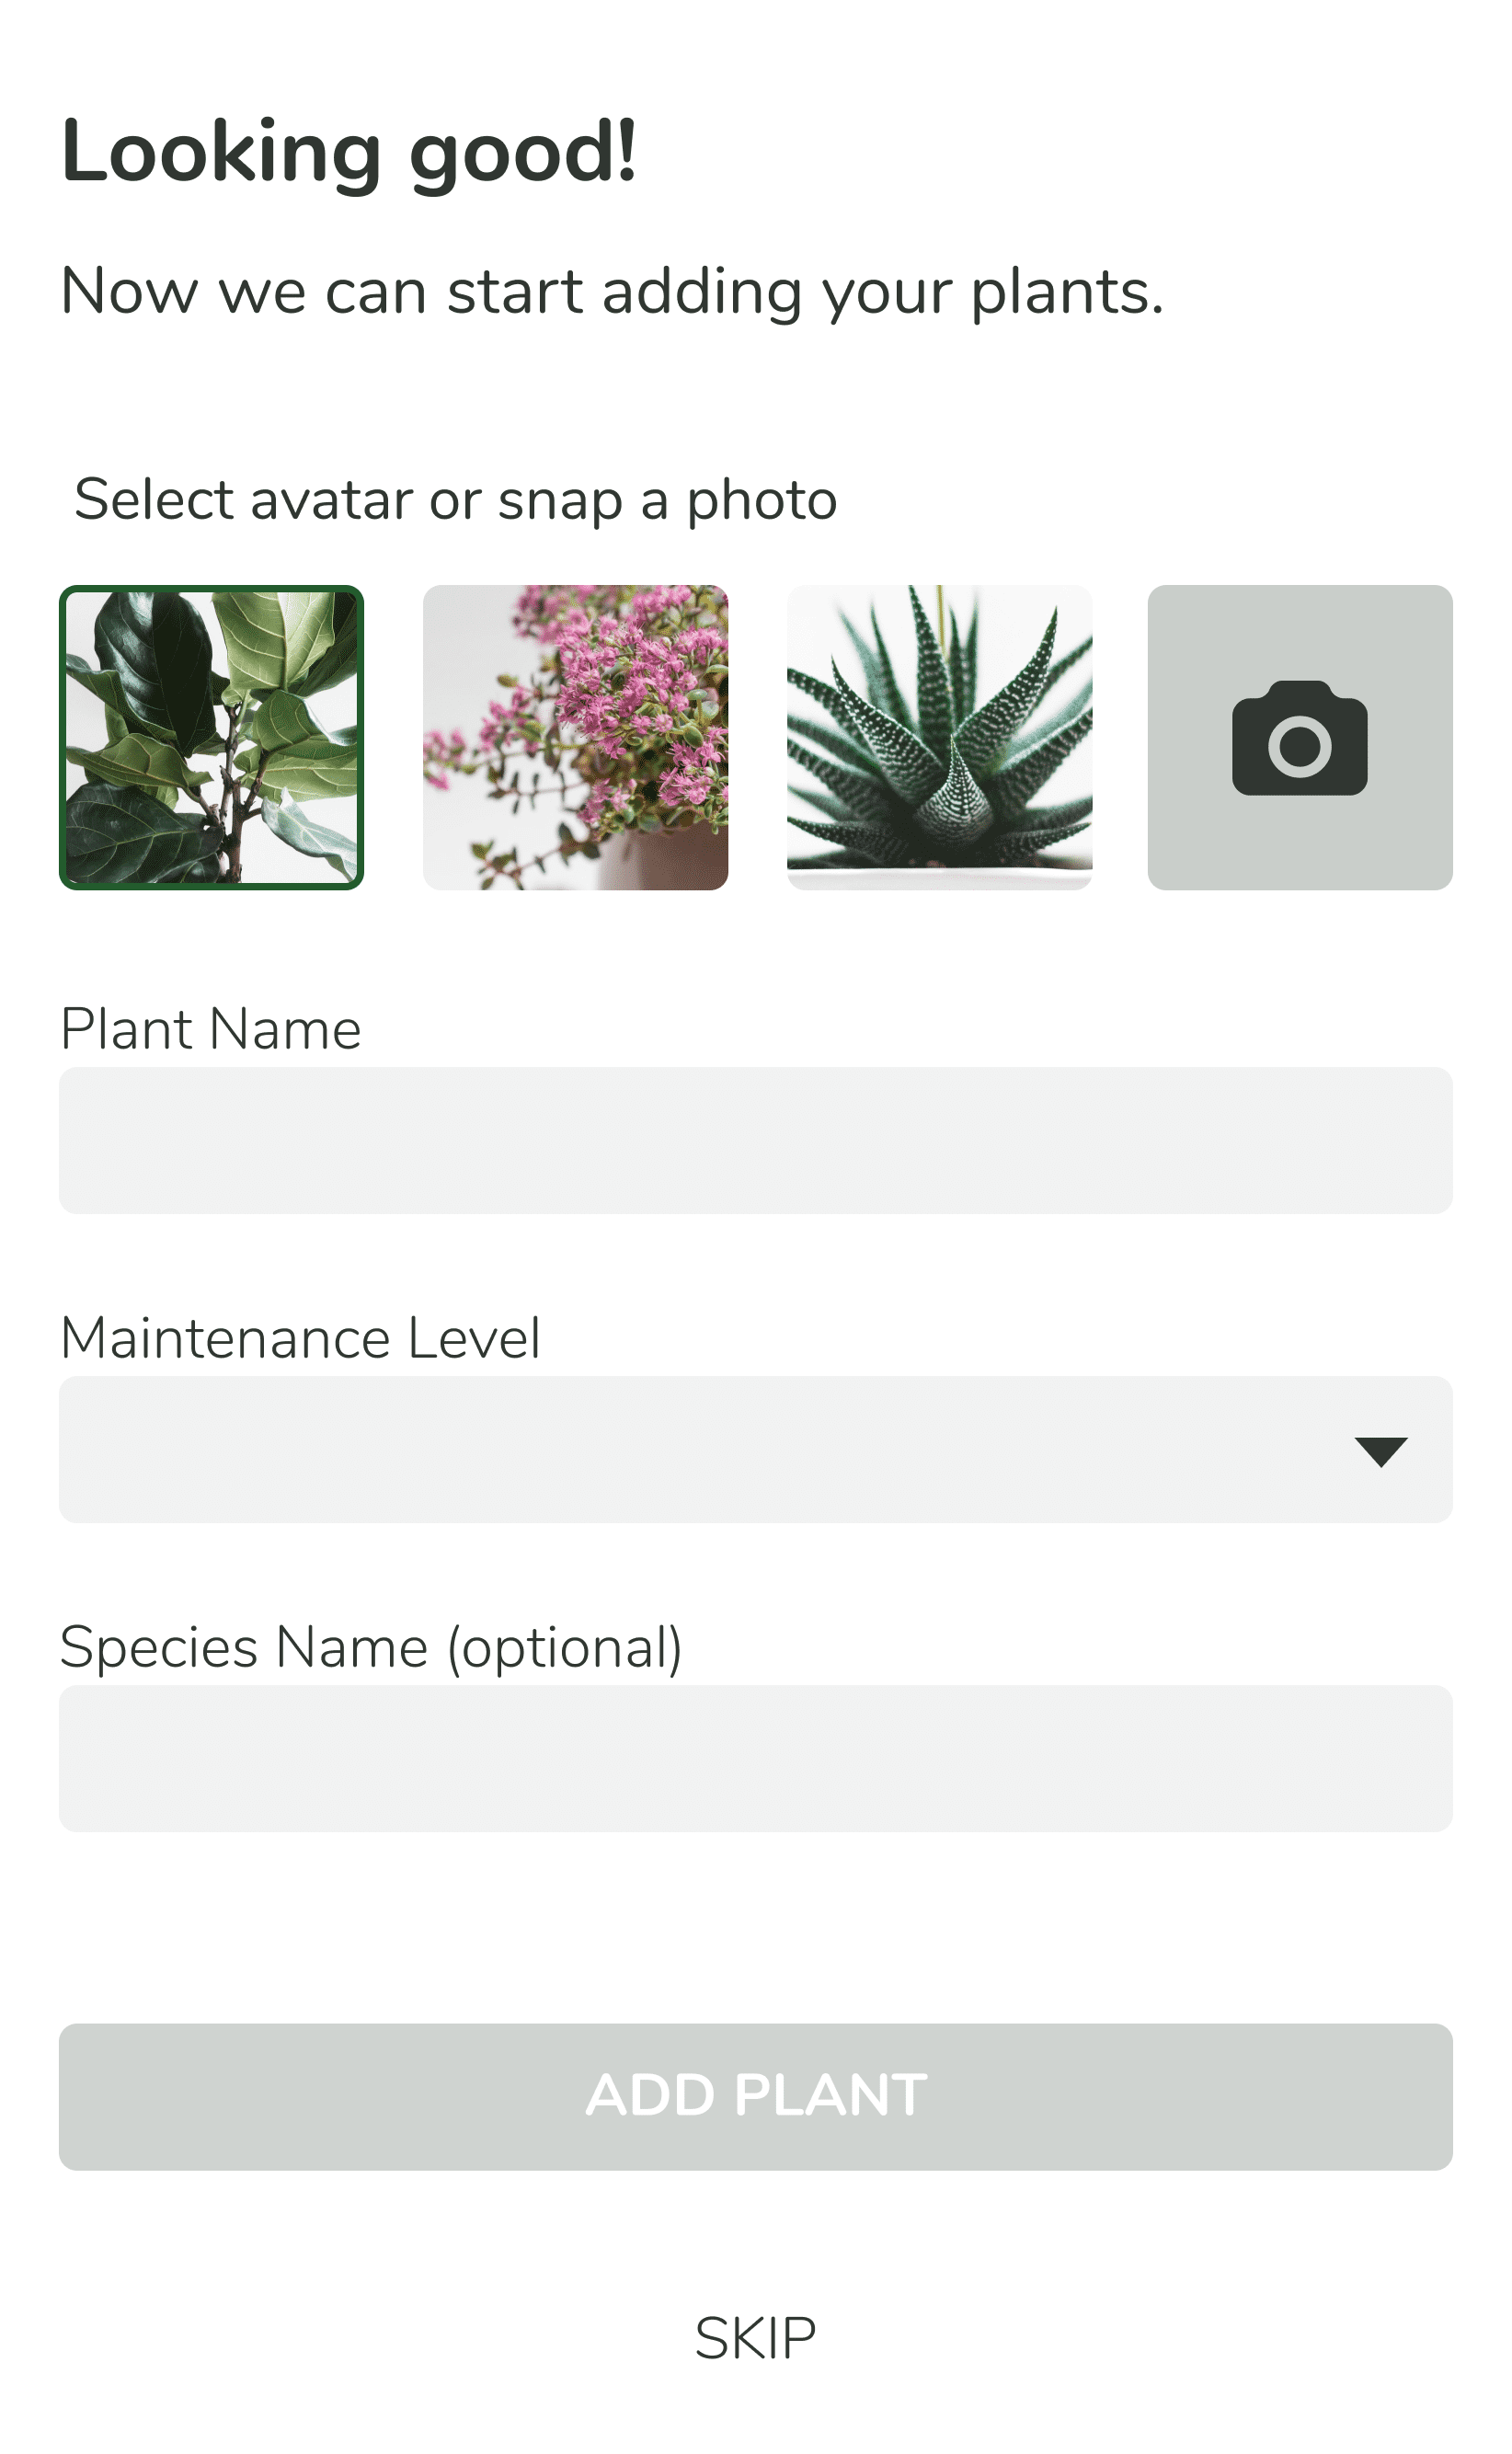 Looking good!
Now we can start adding your plants.
Select avatar or snap a photo
Plant Name
Maintenance Level
Species Name (optional)
ADD PLANT
SKIP